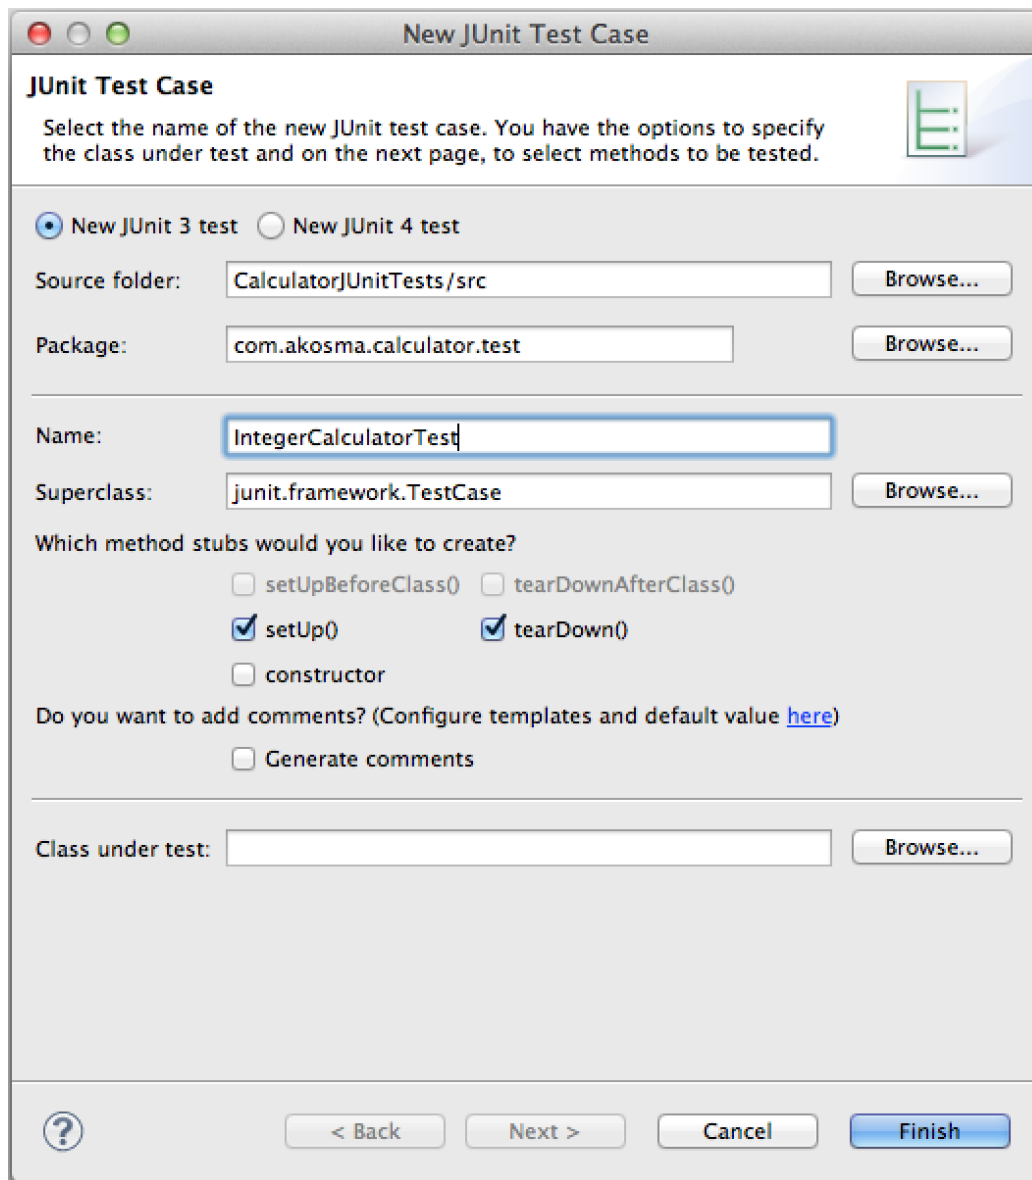 New JUnit Test Case
JUnit Test Case
Select the name of the new JUnit test case. You have the options to specify
the class under test and on the next page, to select methods to be tested.
New JUnit 3 test New JUnit 4 test
Source folder: CalculatorJUnitTests/src Browse...
Package: com.akosma.calculator.test Browse...
Name: IntegerCalculatorTest
Superclass: junit.framework.TestCase Browse...
Which method stubs would you like to create?
setUpBeforeClass() tearDownAfterClass()
setUp() tearDown()
constructor
Do you want to add comments? (Configure templates and default value here)
Generate comments
Class under test: Browse...
? < Back Next > Cancel Finish